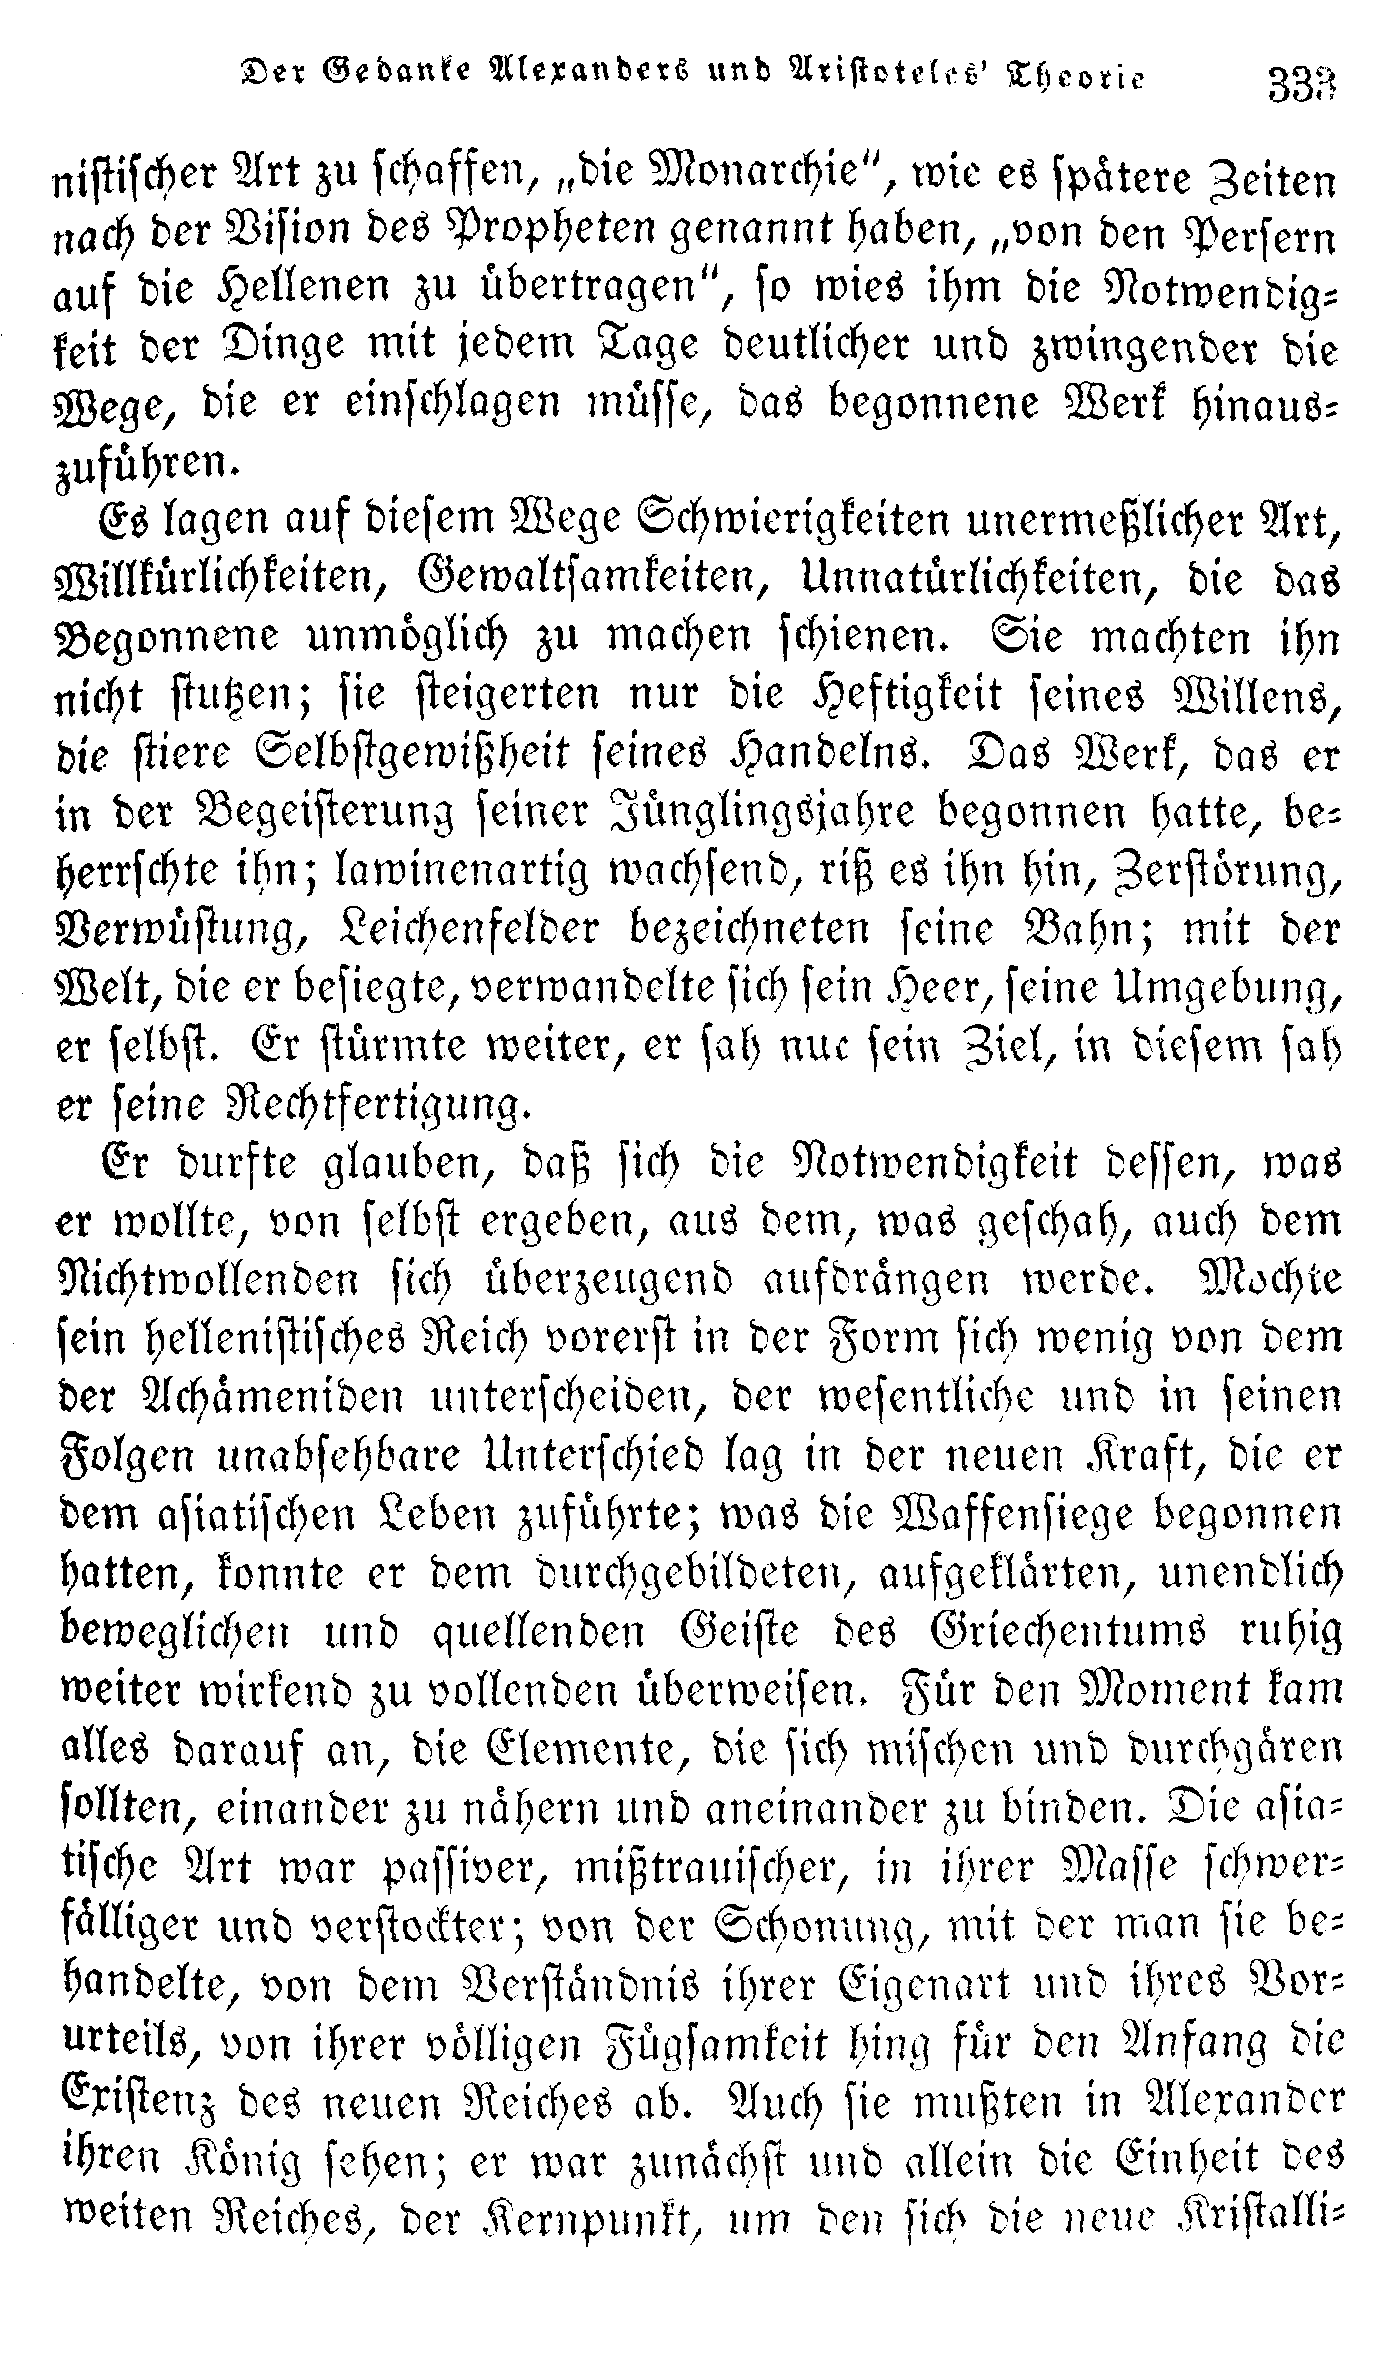 Der Gedanke Alexanders und Aristoteles' Theorie 333
nistischer Art zu schaffen, „die Monarchie“, wie es spätere Zeiten
nach der Vision des Propheten genannt haben, „von den Persern
auf die Hellenen zu übertragen“, so wies ihm die Notwendig-
keit der Dinge mit jedem Tage deutlicher und zwingender die
Wege, die er einschlagen müsse, das begonnene Werk hinaus-
zuführen.
Es lagen auf diesem Wege Schwierigkeiten unermeßlicher Art,
Willkürlichkeiten, Gewaltsamkeiten, Unnatürlichkeiten, die das
Begonnene unmöglich zu machen schienen. Sie machten ihn
nicht stutzen; sie steigerten nur die Heftigkeit seines Willens,
die stiere Selbstgewißheit seines Handelns. Das Werk, das er
in der Begeisterung seiner Jünglingsjahre begonnen hatte, be-
herrschte ihn; lawinenartig wachsend, riß es ihn hin, Zerstörung,
Verwüstung, Leichenfelder bezeichneten seine Bahn; mit der
Welt, die er besiegte, verwandelte sich sein Heer, seine Umgebung,
er selbst. Er stürmte weiter, er sah nur sein Ziel, in diesem sah
er seine Rechtfertigung.
Er durfte glauben, daß sich die Notwendigkeit dessen, was
er wollte, von selbst ergeben, aus dem, was geschah, auch dem
Nichtwollenden sich überzeugend aufdrängen werde. Mochte
sein hellenistisches Reich vorerst in der Form sich wenig von dem
der Achämeniden unterscheiden, der wesentliche und in seinen
Folgen unabsehbare Unterschied lag in der neuen Kraft, die er
dem asiatischen Leben zuführte; was die Waffensiege begonnen
hatten, konnte er dem durchgebildeten, aufgeklärten, unendlich
beweglichen und quellenden Geiste des Griechentums ruhig
weiter wirkend zu vollenden überweisen. Für den Moment kam
alles darauf an, die Elemente, die sich mischen und durchgären
sollten, einander zu nähern und aneinander zu binden. Die asia-
tische Art war passiver, mißtrauischer, in ihrer Masse schwer-
fälliger und verstockter; von der Schonung, mit der man sie be-
handelte, von dem Verständnis ihrer Eigenart und ihres Vor-
urteils, von ihrer völligen Fügsamkeit hing für den Anfang die
Existenz des neuen Reiches ab. Auch sie mußten in Alexander
ihren König sehen; er war zunächst und allein die Einheit des
weiten Reiches, der Kernpunkt, um den sich die neue Kristalli-